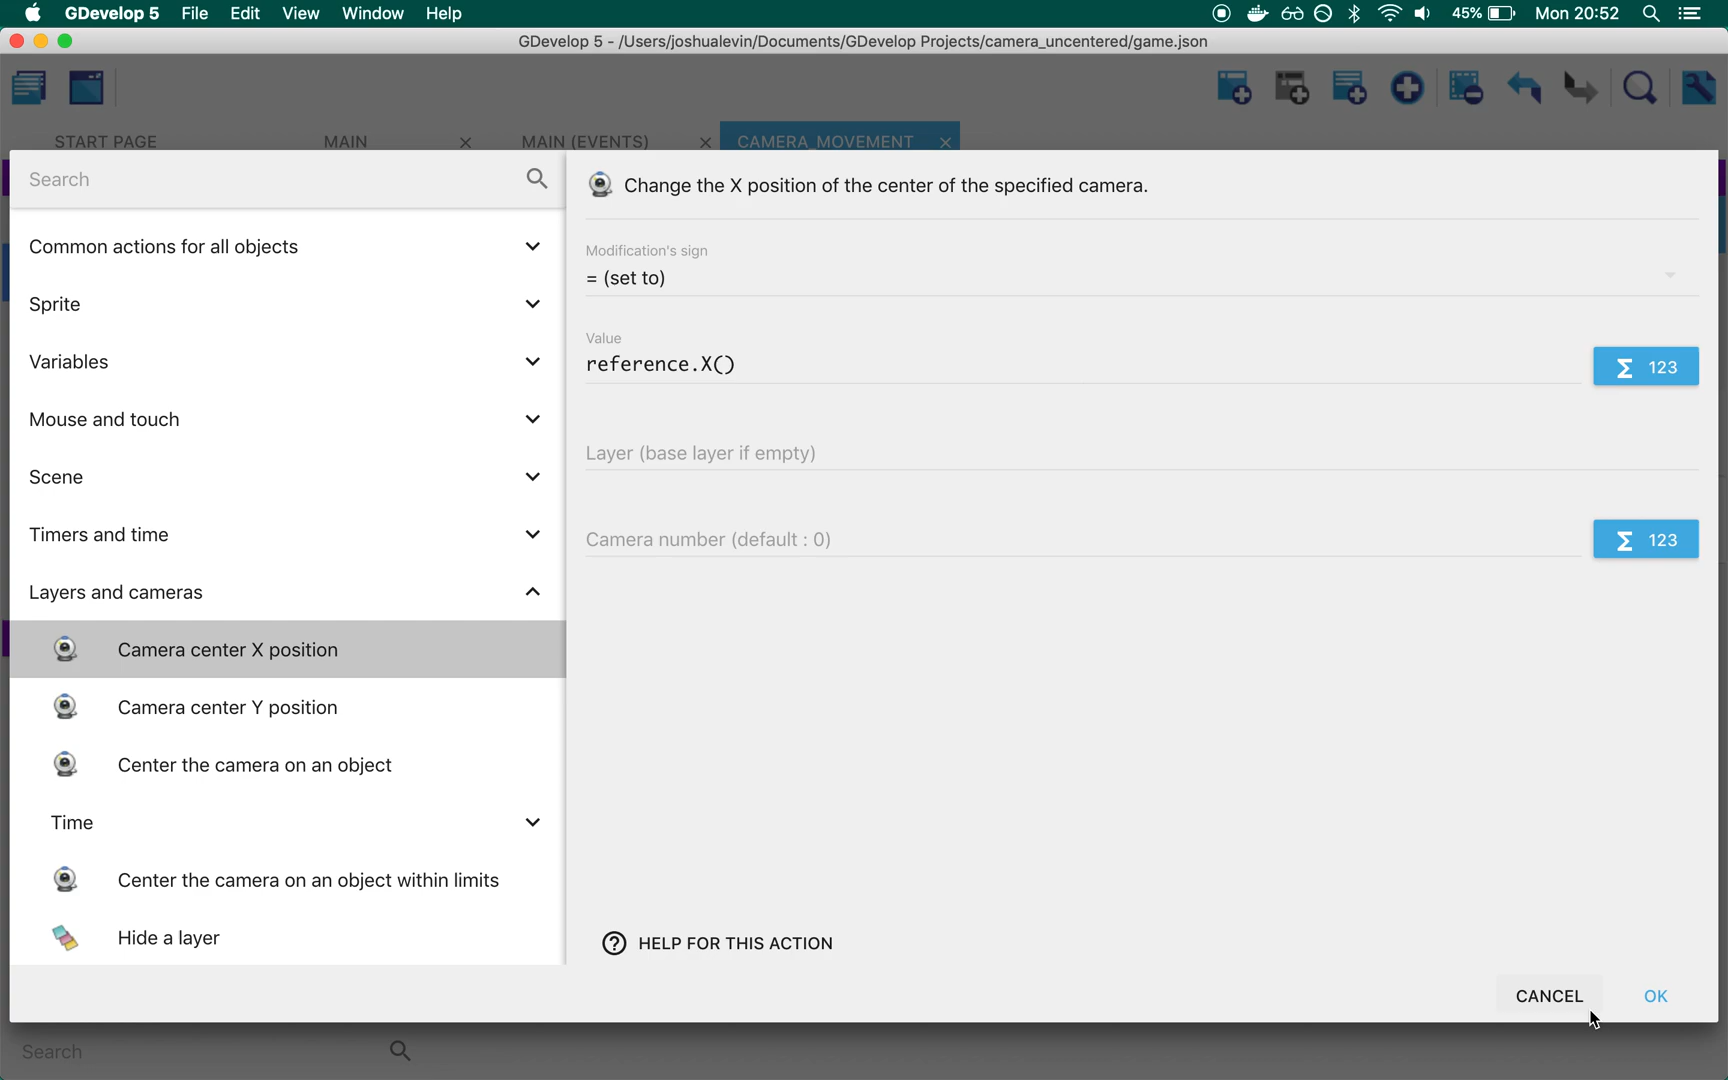 GDevelop 5 File Edit View Window Help 45% Mon 20:52
GDevelop 5 - /Users/joshualevin/Documents/GDevelop Projects/camera_uncentered/game.json
START PAGE MAIN MAIN (EVENTS) CAMERA_MOVEMENT
Search
Change the X position of the center of the specified camera.
Common actions for all objects
Modification's sign
= (set to)
Sprite
Value
reference.X()
123
Variables
Mouse and touch
Layer (base layer if empty)
Scene
Timers and time
Camera number (default : 0)
123
Layers and cameras
Camera center X position
Camera center Y position
Center the camera on an object
Time
Center the camera on an object within limits
Hide a layer
HELP FOR THIS ACTION
CANCEL OK
Search